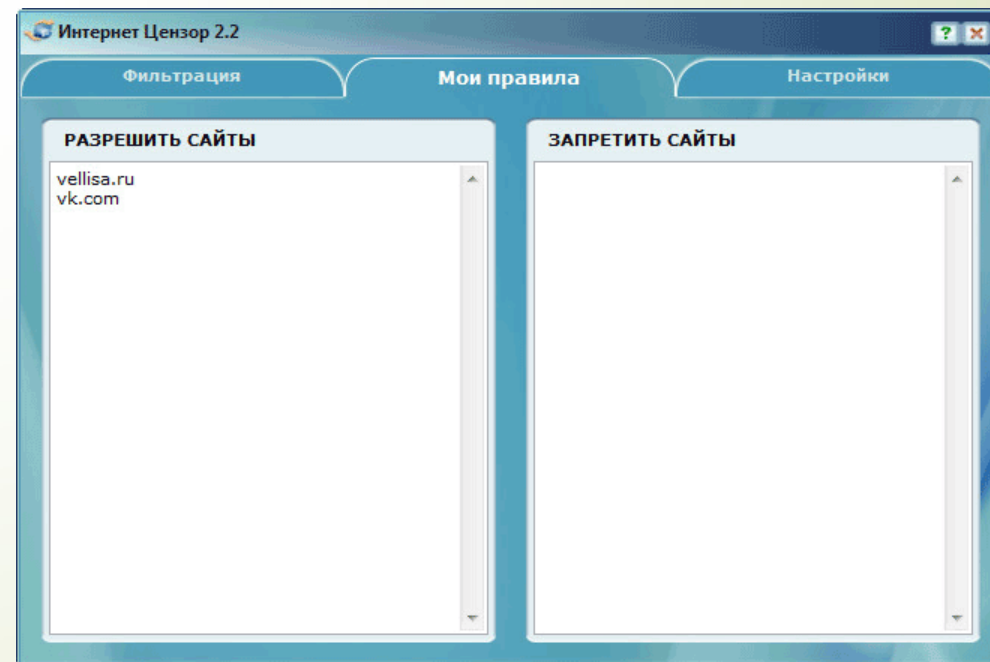 Интернет Цензор 2.2
Фильтрация
Мои правила
Настройки
РАЗРЕШИТЬ САЙТЫ
vellisa.ru
vk.com
ЗАПРЕТИТЬ САЙТЫ